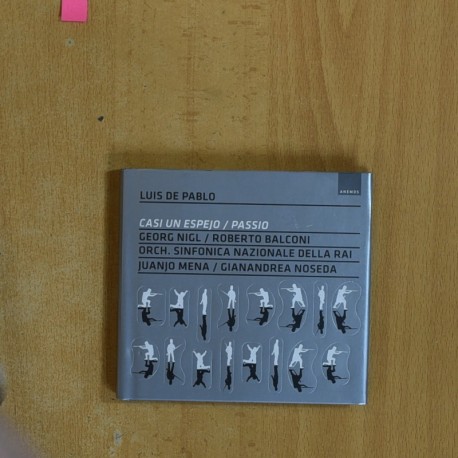 ANEMOS
LUIS DE PABLO
CASI UN ESPEJO / PASSIO
GEORG NIGL / ROBERTO BALCONI
ORCH. SINFONICA NAZIONALE DELLA RAI
JUANJO MENA / GIANANDREA NOSEDA